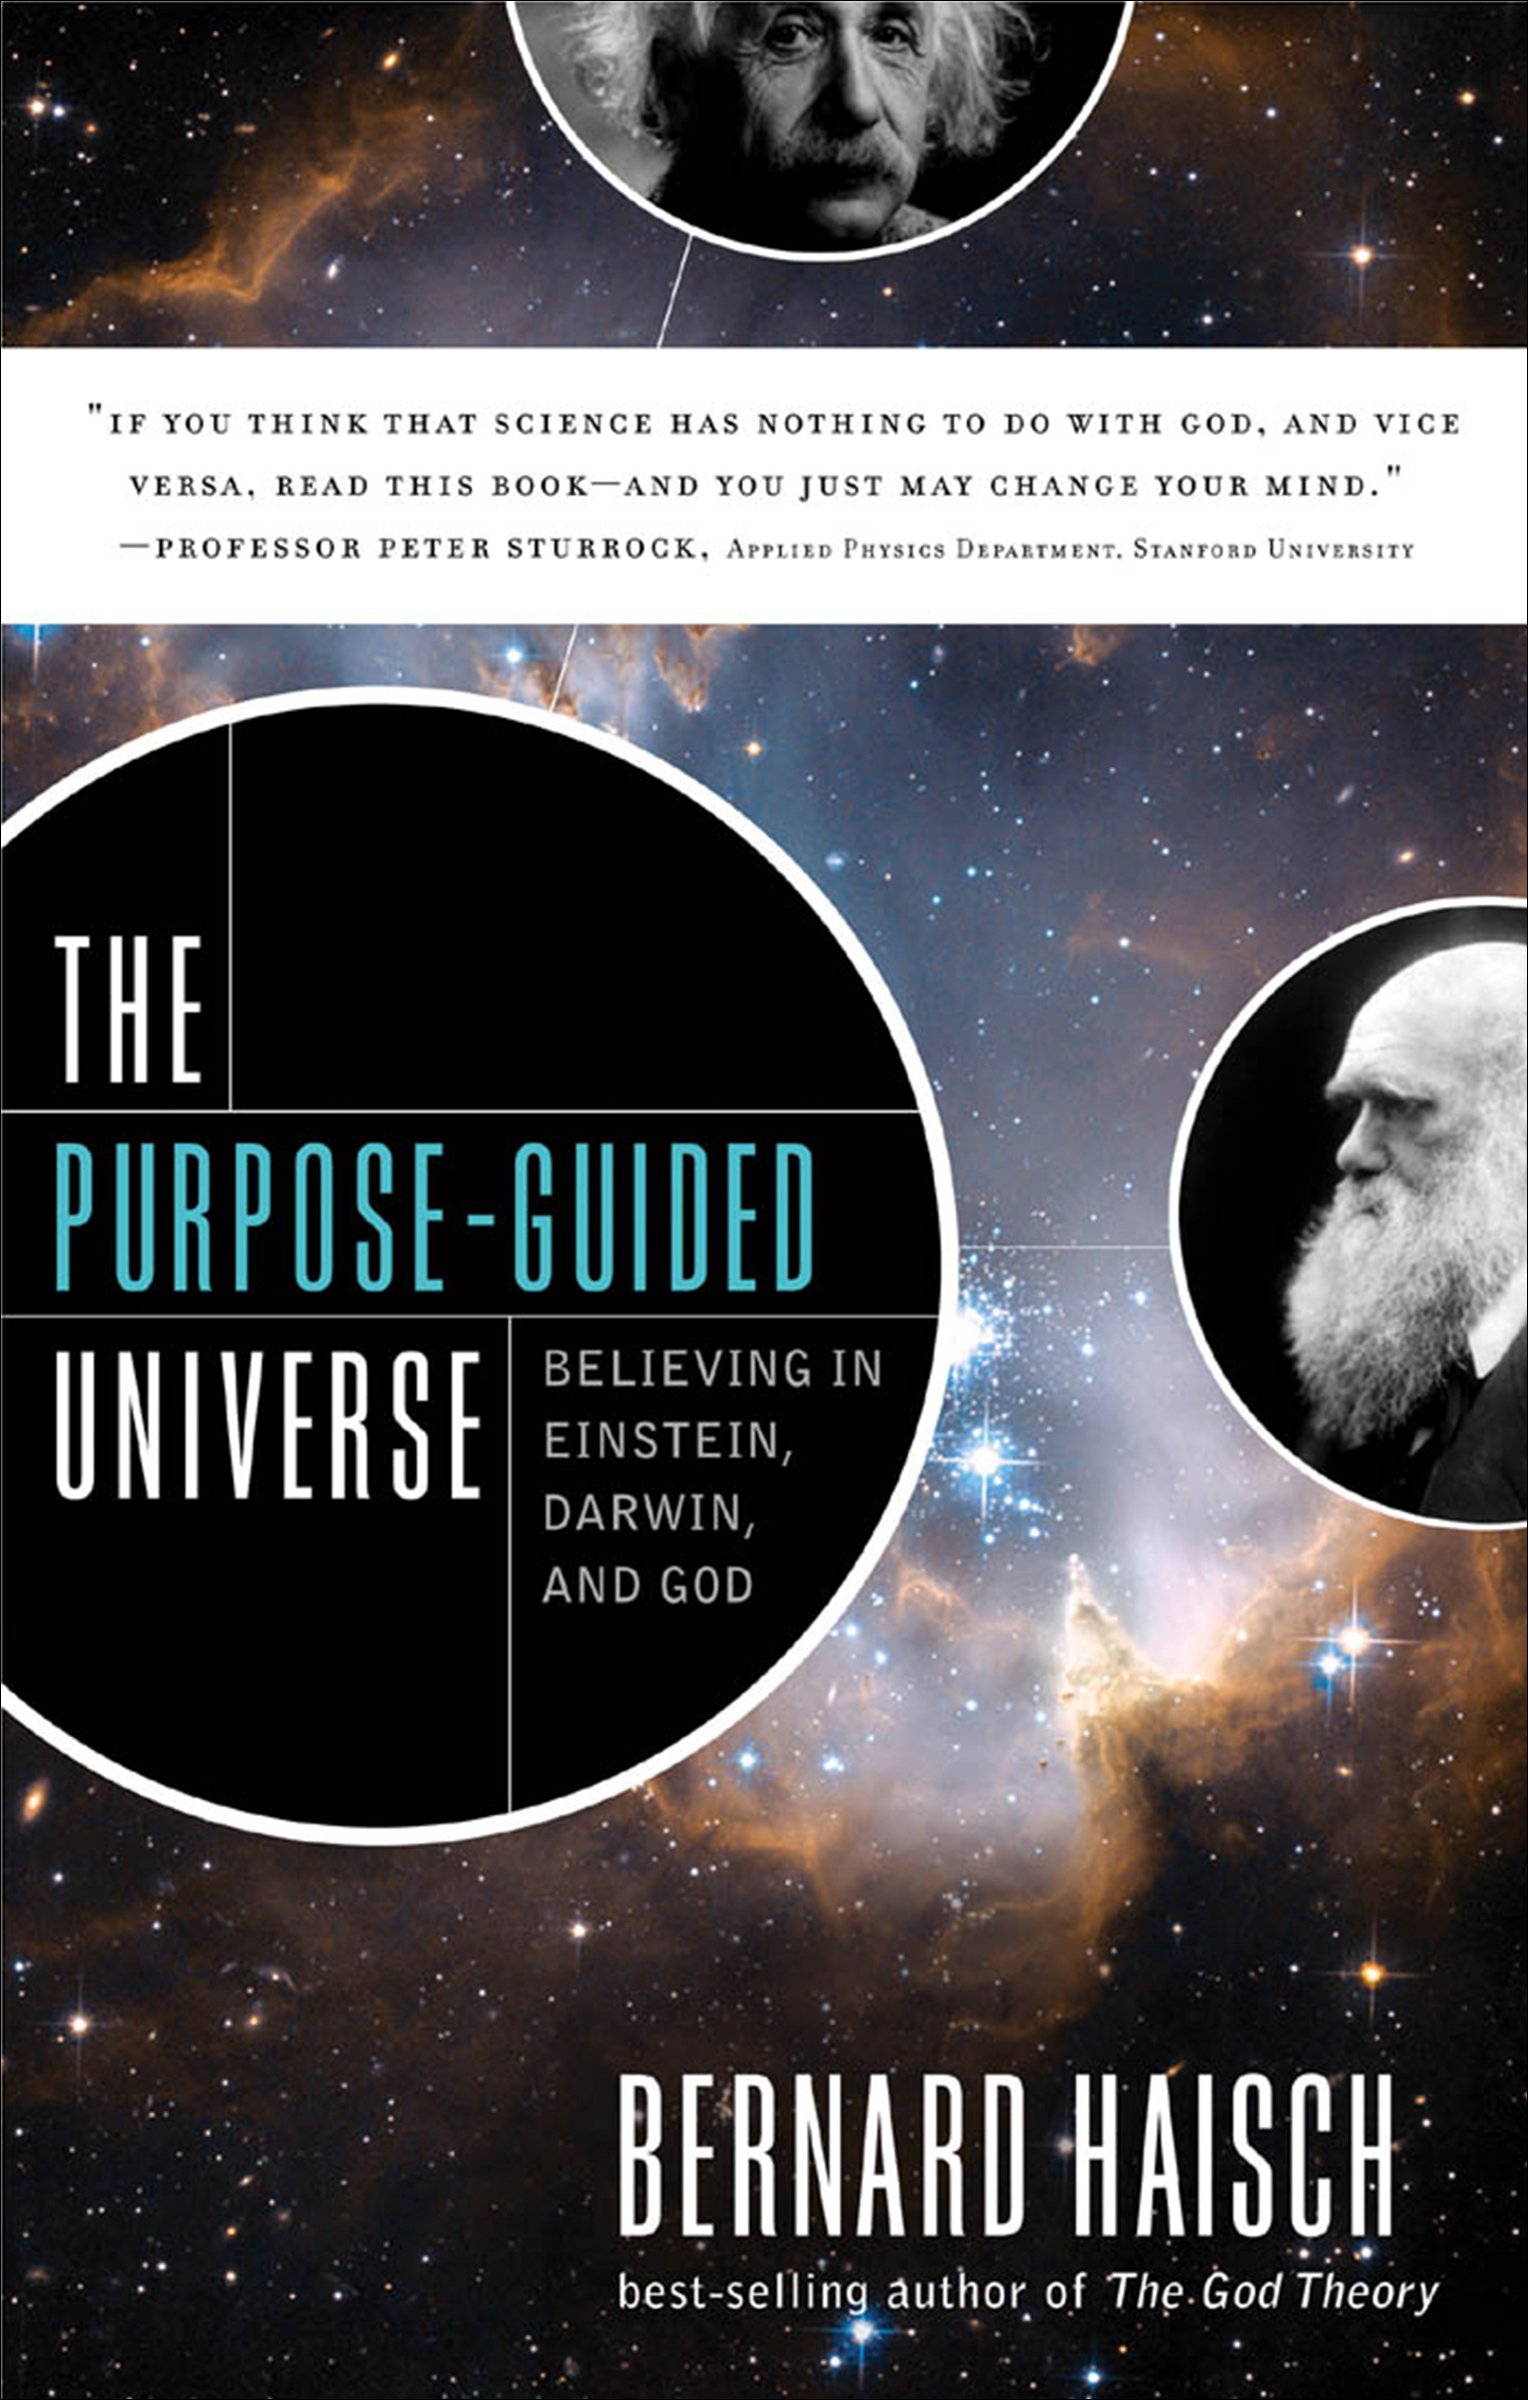 "IF YOU THINK THAT SCIENCE HAS NOTHING TO DO WITH GOD, AND VICE
VERSA, READ THIS BOOK—AND YOU JUST MAY CHANGE YOUR MIND."
—PROFESSOR PETER STURROCK, APPLIED PHYSICS DEPARTMENT, STANFORD UNIVERSITY
THE
PURPOSE-GUIDED
UNIVERSE
BELIEVING IN
EINSTEIN,
DARWIN,
AND GOD
BERNARD HAISCH
best-selling author of The God Theory